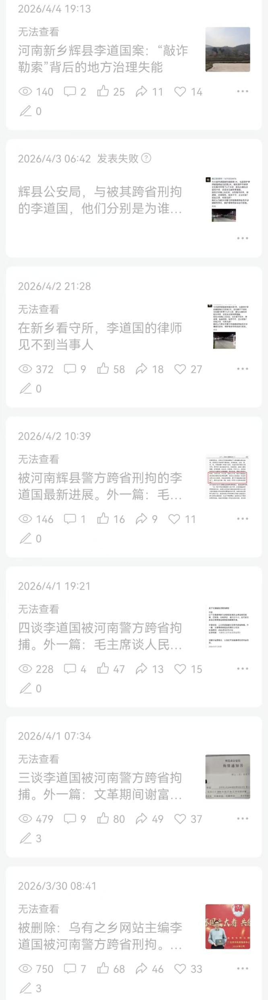 2026/4/4 19:13
无法查看
河南新乡辉县李道国案：“敲诈
勒索”背后的地方治理失能
140 2 25 11 14
0
2026/4/3 06:42 发表失败
辉县公安局，与被其跨省刑拘
的李道国，他们分别是为谁...
2026/4/2 21:28
无法查看
在新乡看守所，李道国的律师
见不到当事人
372 9 58 18 27
0
2026/4/2 10:39
无法查看
被河南辉县警方跨省刑拘的李
道国最新进展。外一篇：毛...
146 1 16 9 11
0
2026/4/1 19:21
无法查看
四谈李道国被河南警方跨省拘
捕。外一篇：毛主席谈人民...
228 4 47 13 15
0
关于文章被处理的通知
2026/4/1 07:34
无法查看
三谈李道国被河南警方跨省拘
捕。外一篇：文革期间谢富...
479 9 80 49 37
3
辉县市公安局
拘留通知书
2026/3/30 08:41
无法查看
被删除：乌有之乡网站主编李
道国被河南警方跨省刑拘。...
750 7 68 46 33
3